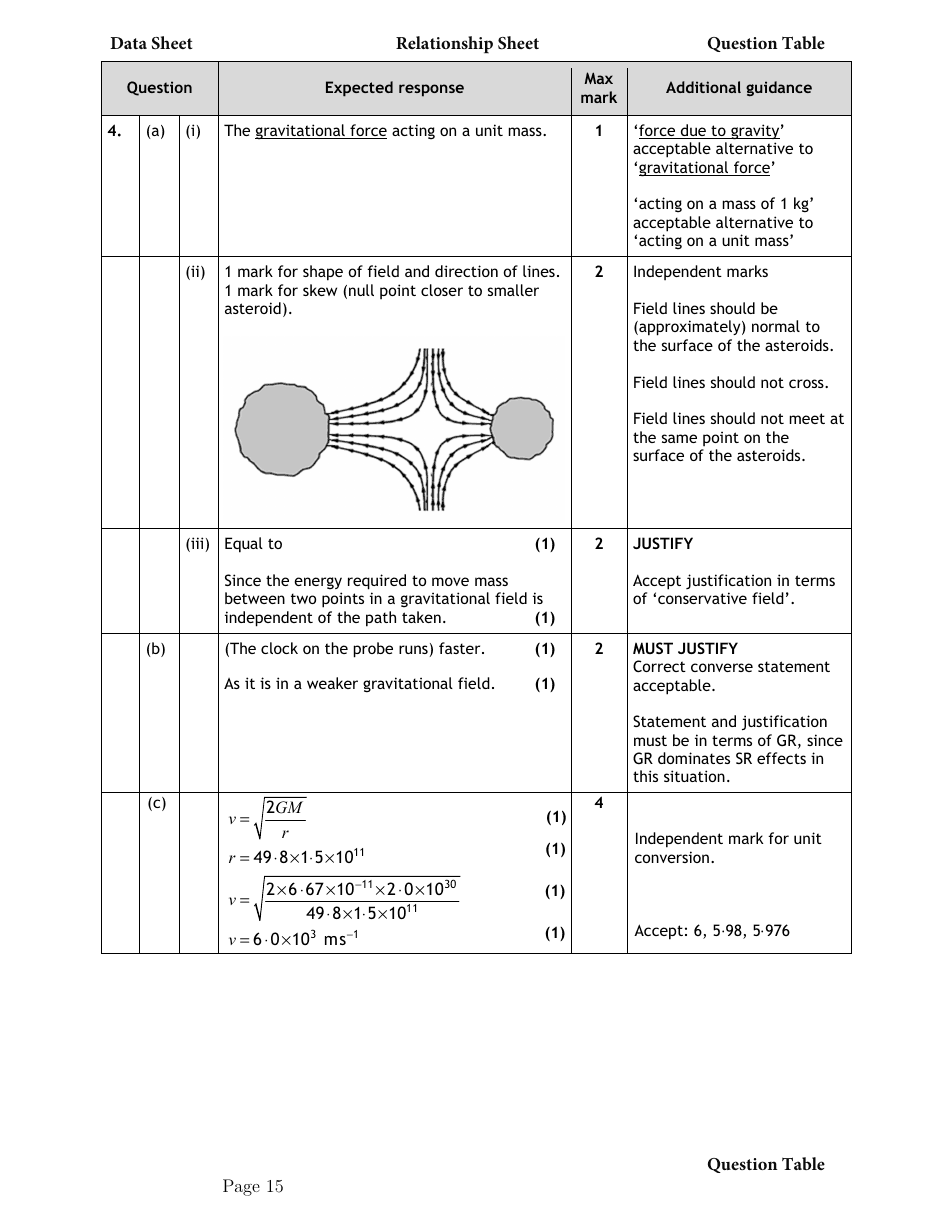 Data Sheet Relationship Sheet Question Table
Question Expected response Max mark Additional guidance
4. (a) (i) The gravitational force acting on a unit mass. 1 ‘force due to gravity’
acceptable alternative to
‘gravitational force’
‘acting on a mass of 1 kg’
acceptable alternative to
‘acting on a unit mass’
(ii) 1 mark for shape of field and direction of lines. 2 Independent marks
1 mark for skew (null point closer to smaller
asteroid).
Field lines should be
(approximately) normal to
the surface of the asteroids.
Field lines should not cross.
Field lines should not meet at
the same point on the
surface of the asteroids.
(iii) Equal to (1) 2 JUSTIFY
Since the energy required to move mass
between two points in a gravitational field is
independent of the path taken. (1)
Accept justification in terms
of ‘conservative field’.
(b) (The clock on the probe runs) faster. (1) 2 MUST JUSTIFY
As it is in a weaker gravitational field. (1)
Correct converse statement
acceptable.
Statement and justification
must be in terms of GR, since
GR dominates SR effects in
this situation.
(c) v = √(2GM/r) (1) 4
r = 49·8×1·5×10¹¹ (1)
Independent mark for unit
conversion.
v = √((2×6·67×10⁻¹¹×2·0×10³⁰)/(49·8×1·5×10¹¹)) (1)
v = 6·0×10³ ms⁻¹ (1) Accept: 6, 5·98, 5·976
Question Table
Page 15